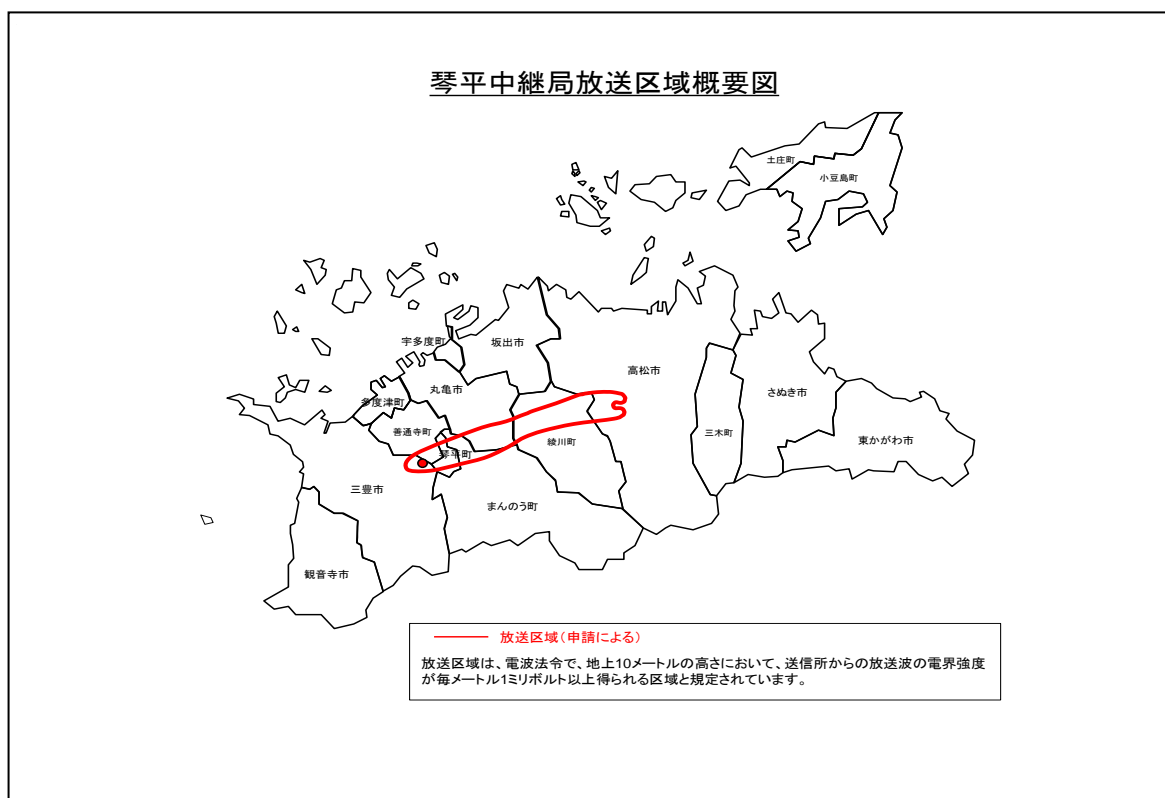 琴平中継局放送区域概要図
土庄町
小豆島町
宇多度町
坂出市
高松市
丸亀市
さぬき市
多度津町
善通寺町
三木町
東かがわ市
綾川町
琴平町
三豊市
まんのう町
観音寺市
放送区域(申請による)
放送区域は、電波法令で、地上10メートルの高さにおいて、送信所からの放送波の電界強度
が毎メートル1ミリボルト以上得られる区域と規定されています。